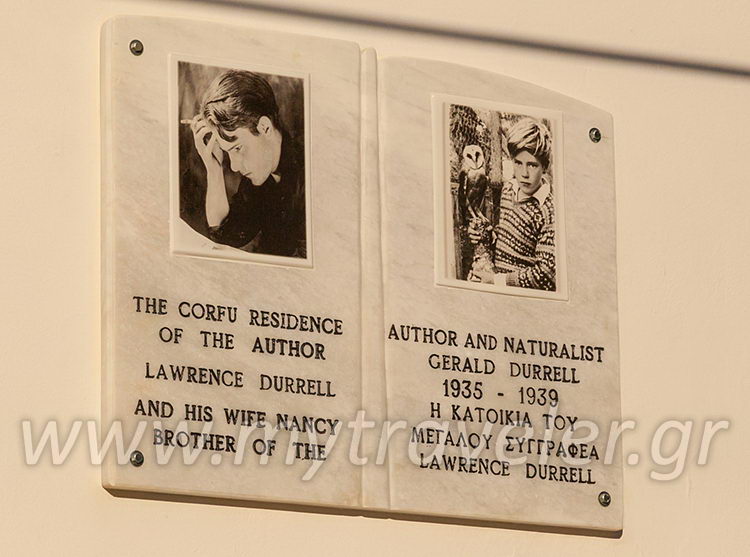 THE CORFU RESIDENCE
OF THE AUTHOR
LAWRENCE DURRELL
AND HIS WIFE NANCY
BROTHER OF THE
AUTHOR AND NATURALIST
GERALD DURRELL
1935 - 1939
Η ΚΑΤΟΙΚΙΑ ΤΟΥ
ΜΕΓΑΛΟΥ ΣΥΓΓΡΑΦΕΑ
LAWRENCE DURRELL
www.mytraveler.gr